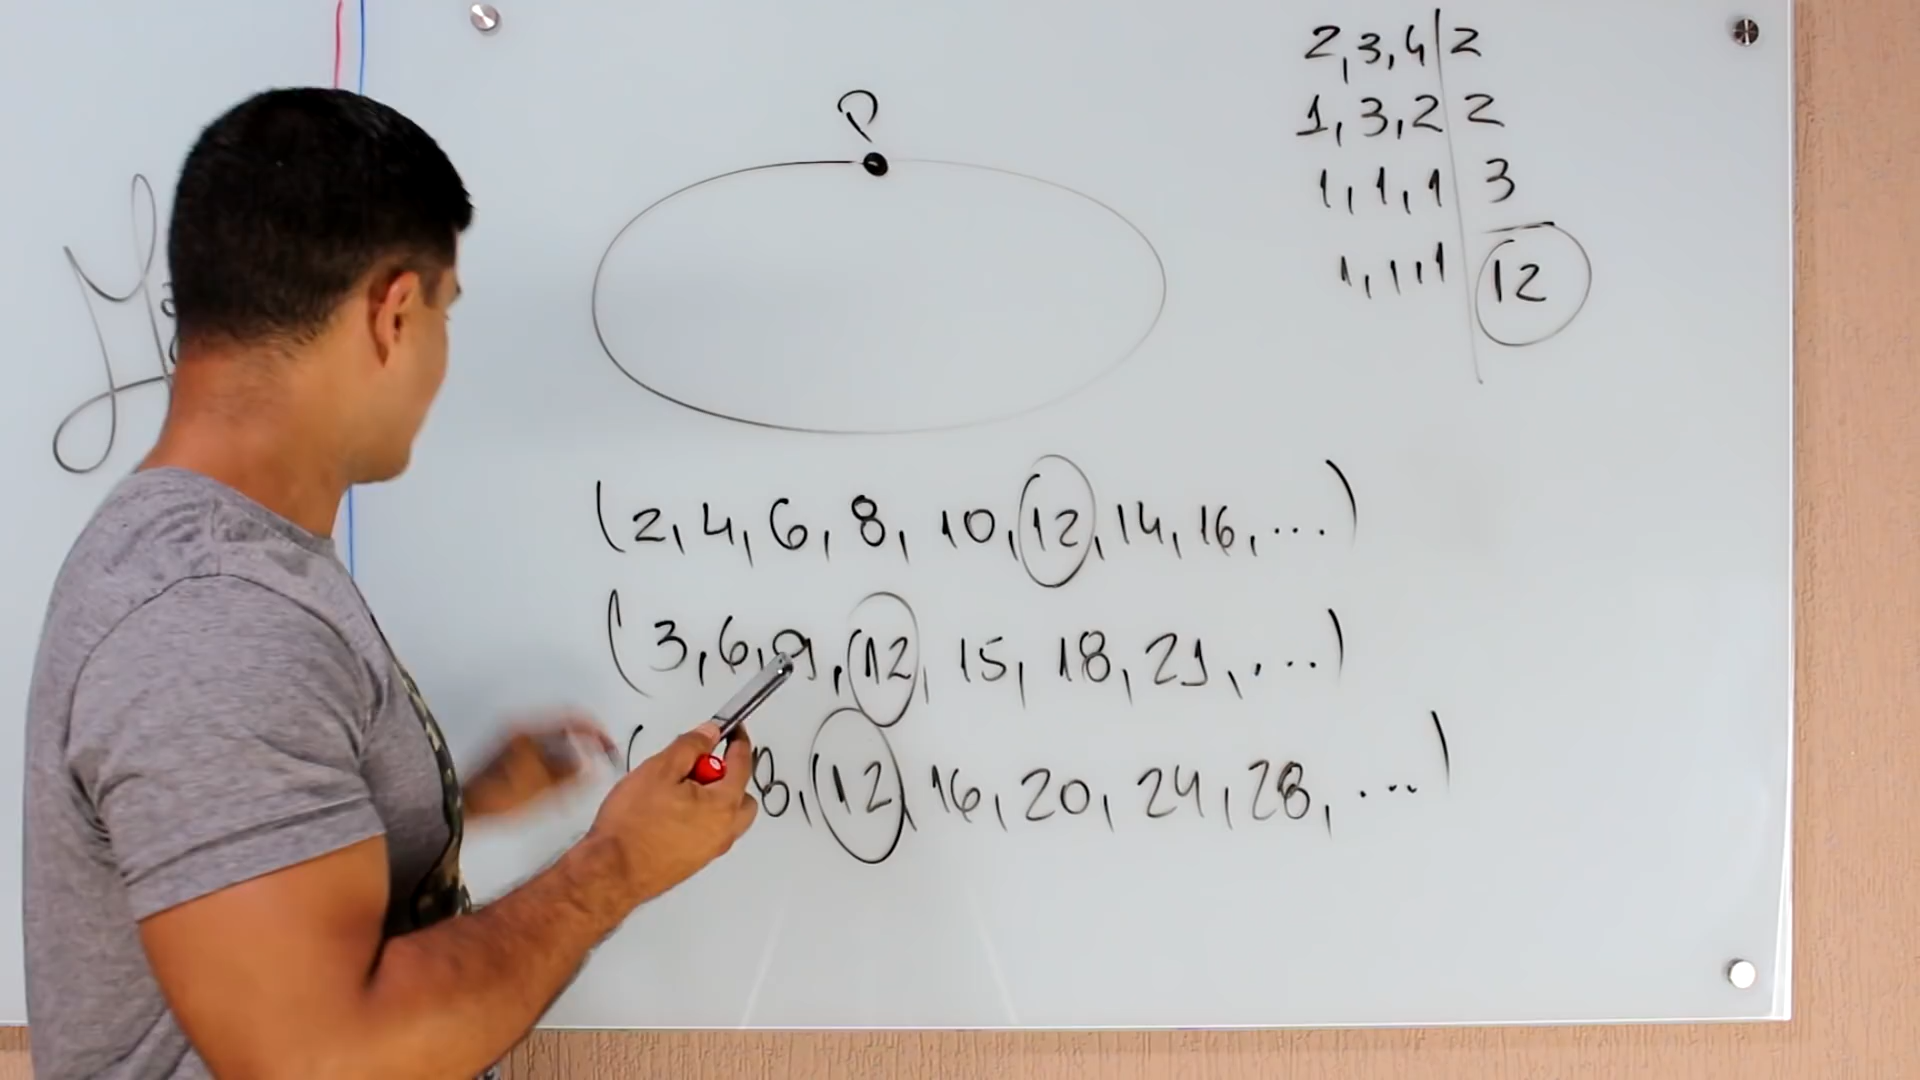 P
2, 3, 4 | 2
1, 3, 2 | 2
1, 1, 1 | 3
1, 1, 1 | 12
(2, 4, 6, 8, 10, 12, 14, 16, ...)
(3, 6, 9, 12, 15, 18, 21, ...)
8, 12, 16, 20, 24, 28, ...)